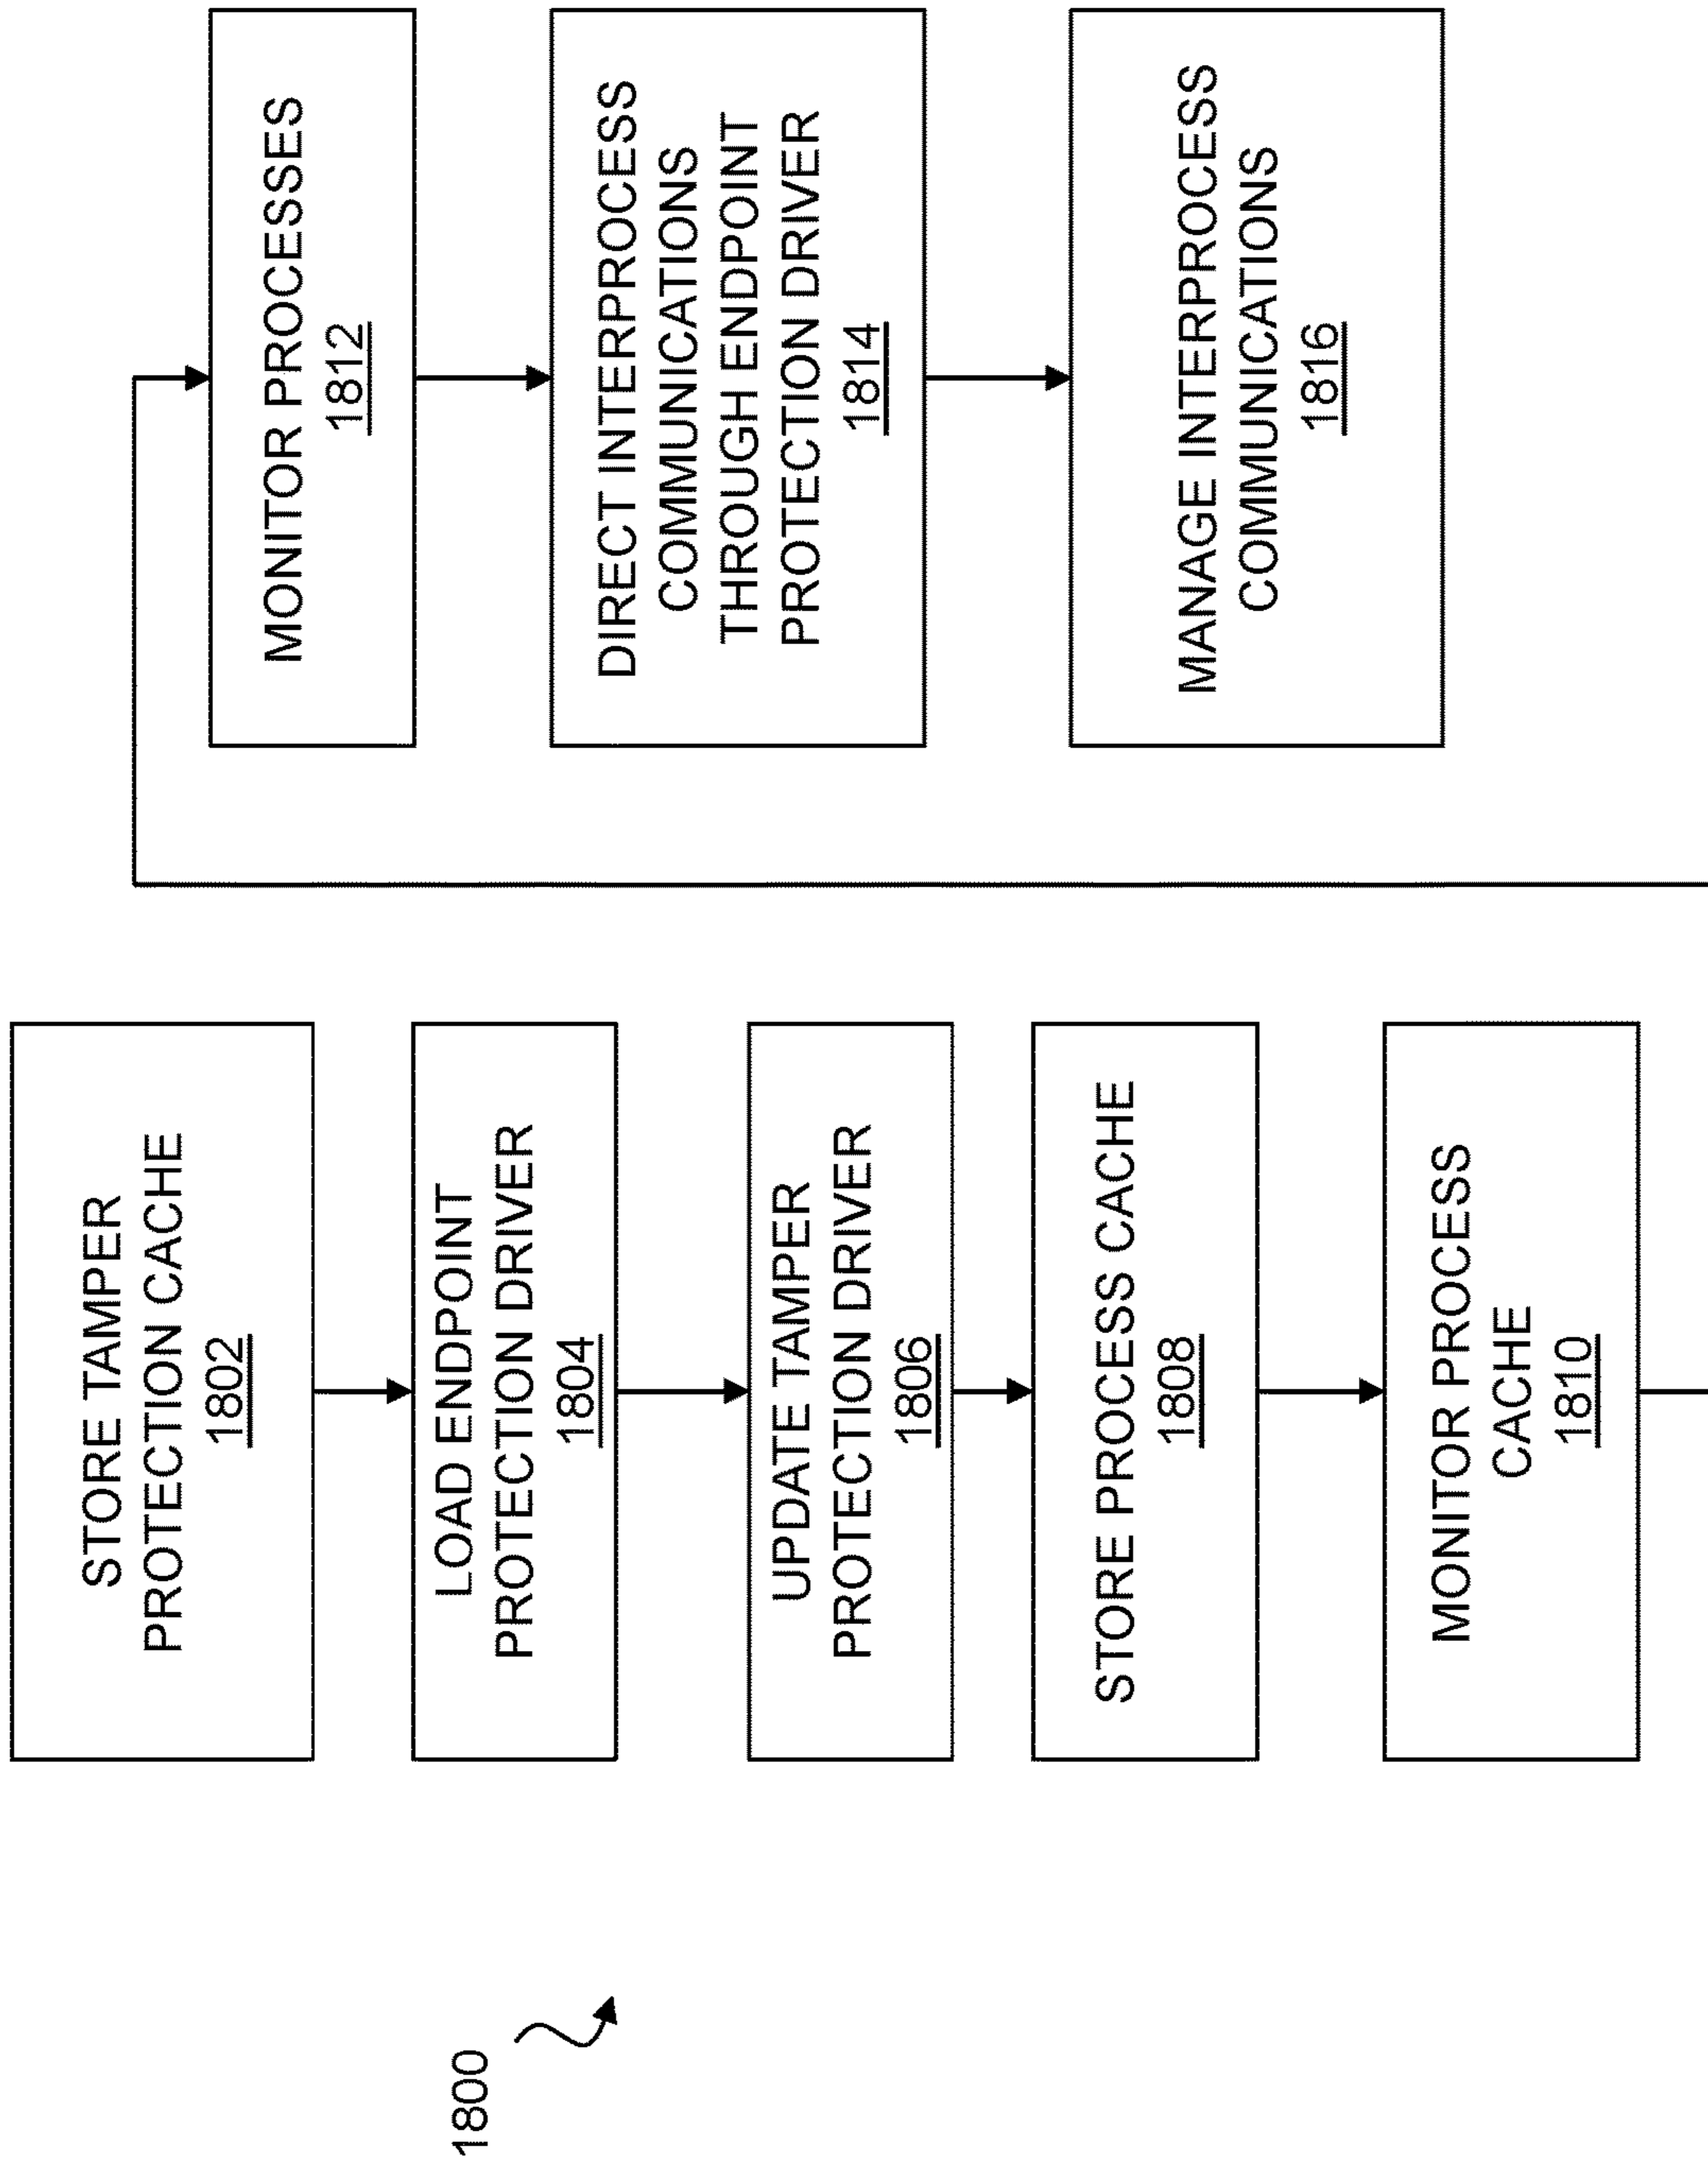 1800
STORE TAMPER
PROTECTION CACHE
1802
LOAD ENDPOINT
PROTECTION DRIVER
1804
UPDATE TAMPER
PROTECTION DRIVER
1806
STORE PROCESS CACHE
1808
MONITOR PROCESS
CACHE
1810
MONITOR PROCESSES
1812
DIRECT INTERPROCESS
COMMUNICATIONS
THROUGH ENDPOINT
PROTECTION DRIVER
1814
MANAGE INTERPROCESS
COMMUNICATIONS
1816